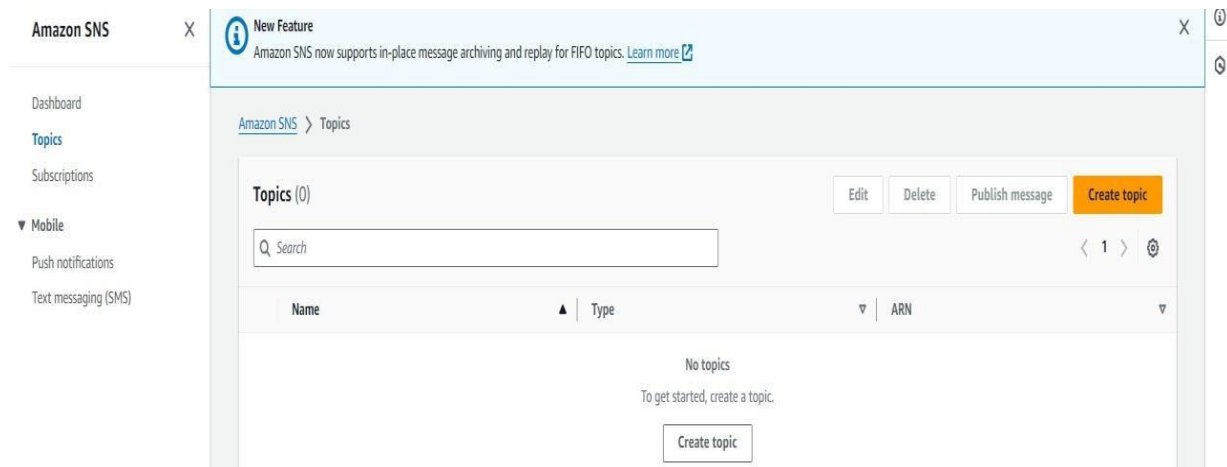 Amazon SNS
Dashboard
Topics
Subscriptions
Mobile
Push notifications
Text messaging (SMS)
New Feature
Amazon SNS now supports in-place message archiving and replay for FIFO topics. Learn more
Amazon SNS > Topics
Topics (0)
Edit Delete Publish message Create topic
Search
1
Name Type ARN
No topics
To get started, create a topic.
Create topic